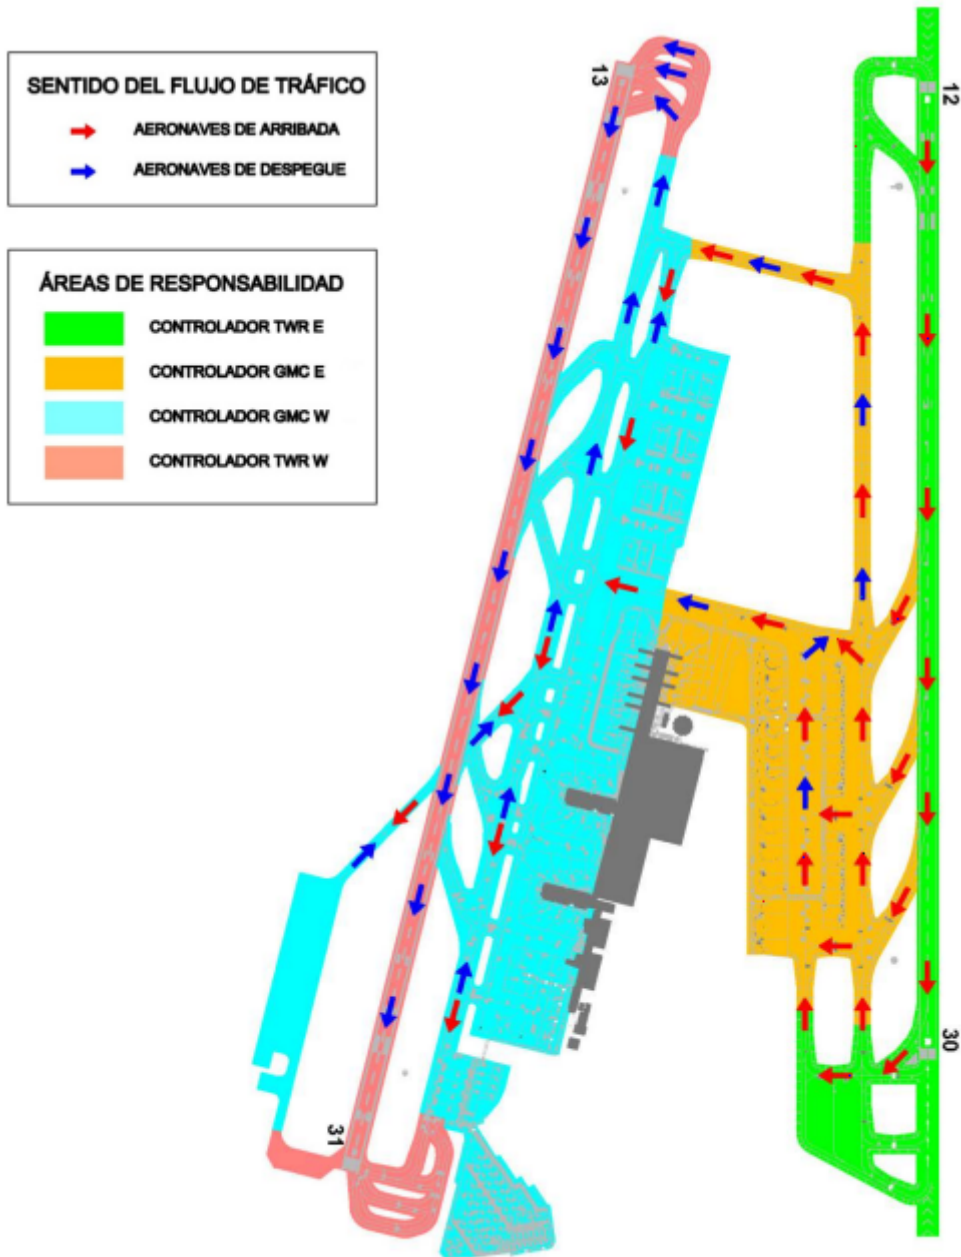 SENTIDO DEL FLUJO DE TRÁFICO
AERONAVES DE ARRIBADA
AERONAVES DE DESPEGUE
ÁREAS DE RESPONSABILIDAD
CONTROLADOR TWR E
CONTROLADOR GMC E
CONTROLADOR GMC W
CONTROLADOR TWR W
13
12
30
31